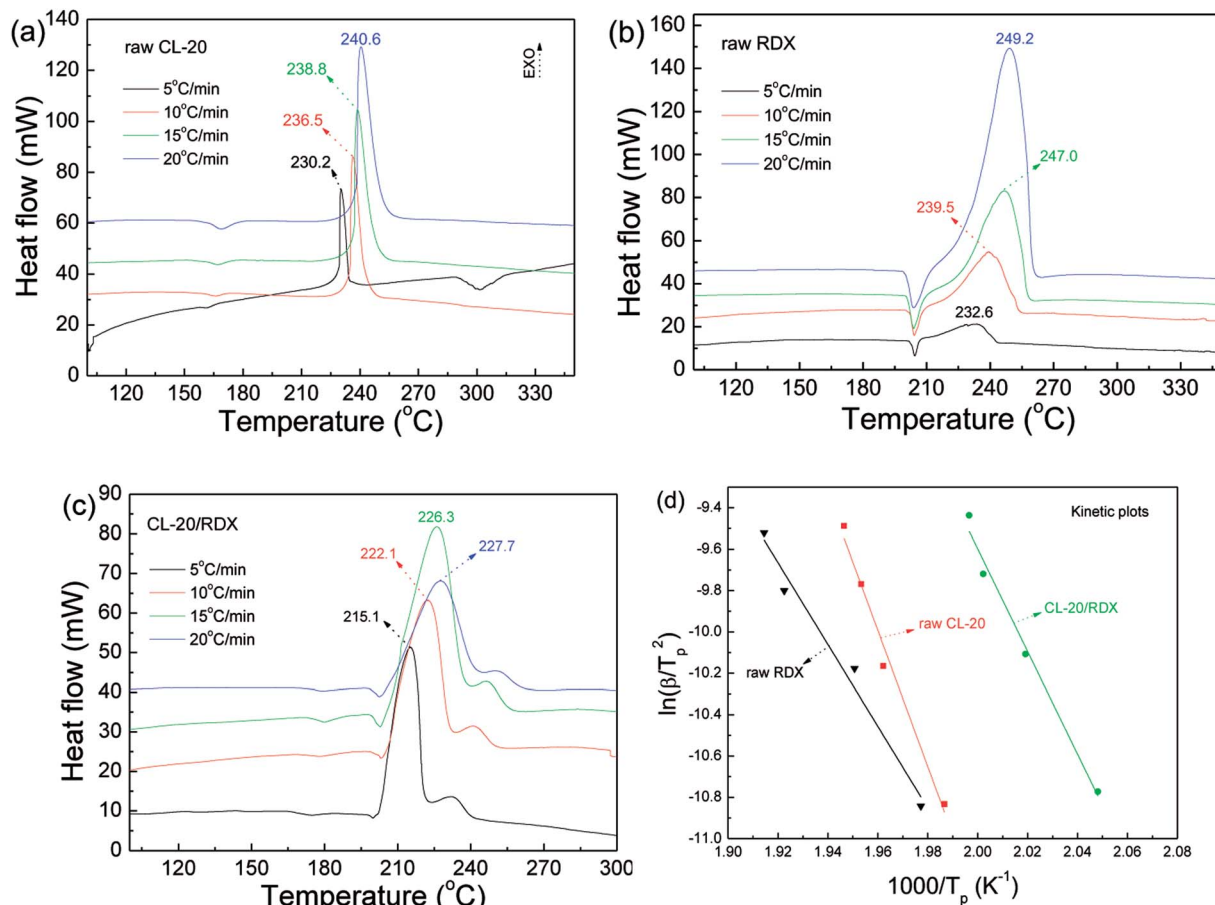 (a)
raw CL-20
EXO
5°C/min
10°C/min
15°C/min
20°C/min
240.6
238.8
236.5
230.2
Heat flow (mW)
140
120
100
80
60
40
20
0
120 150 180 210 240 270 300 330
Temperature (°C)
(b)
raw RDX
5°C/min
10°C/min
15°C/min
20°C/min
249.2
247.0
239.5
232.6
Heat flow (mW)
160
140
120
100
80
60
40
20
0
120 150 180 210 240 270 300 330
Temperature (°C)
(c)
CL-20/RDX
5°C/min
10°C/min
15°C/min
20°C/min
226.3
222.1
227.7
215.1
Heat flow (mW)
90
80
70
60
50
40
30
20
10
0
120 150 180 210 240 270 300
Temperature (°C)
(d)
Kinetic plots
CL-20/RDX
raw CL-20
raw RDX
ln(β/Tp²)
-9.4
-9.6
-9.8
-10.0
-10.2
-10.4
-10.6
-10.8
-11.0
1.90 1.92 1.94 1.96 1.98 2.00 2.02 2.04 2.06 2.08
1000/Tp (K⁻¹)